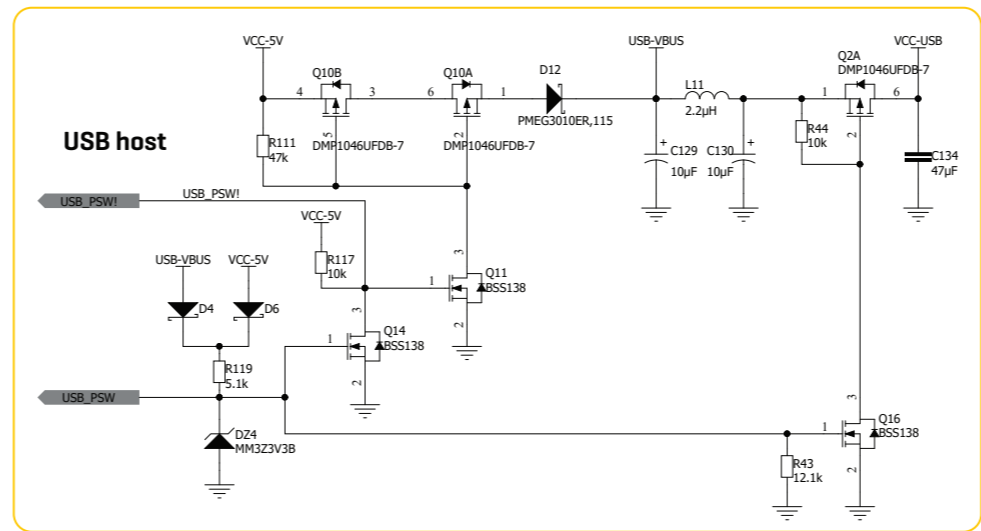 VCC-5V
USB-VBUS
Q2A
VCC-USB
DMP1046UFDB-7
Q10B
Q10A
D12
L11
2.2µH
4
3
6
1
1
6
PMEG3010ER,115
USB host
R111
47k
5
2
DMP1046UFDB-7
DMP1046UFDB-7
R44
10k
2
C129
10µF
+
C130
10µF
+
C134
47µF
USB_PSW!
USB_PSW!
VCC-5V
R117
10k
3
1
Q11
BSS138
2
USB-VBUS
VCC-5V
D4
D6
3
1
Q14
BSS138
2
R119
5.1k
USB_PSW
DZ4
MM3Z3V3B
3
1
Q16
BSS138
2
R43
12.1k